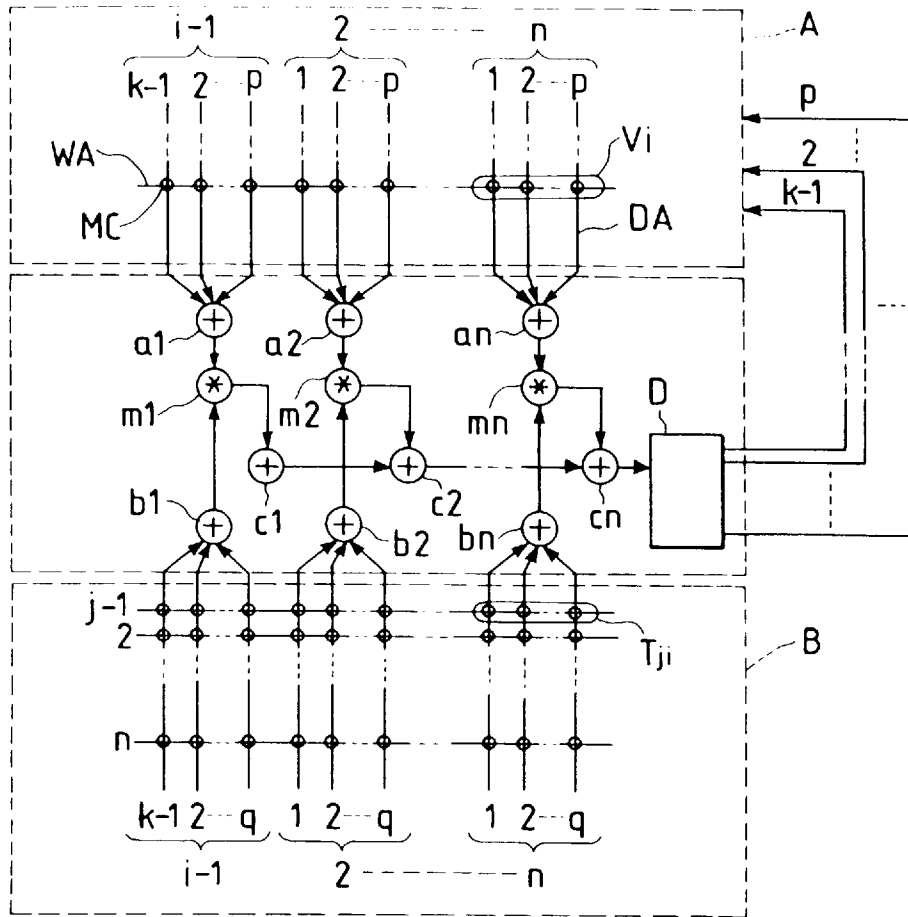 i-1 2 n A
k-1 2 p 1 2 p 1 2 p
p
WA Vi 2
MC DA k-1
a1 a2 an
+ + +
* * *
m1 m2 mn D
+ + +
b1 c1 c2 cn
+ + +
b2 bn
j-1
2 Tji B
n
k-1 2 q 1 2 q 1 2 q
i-1 2 n